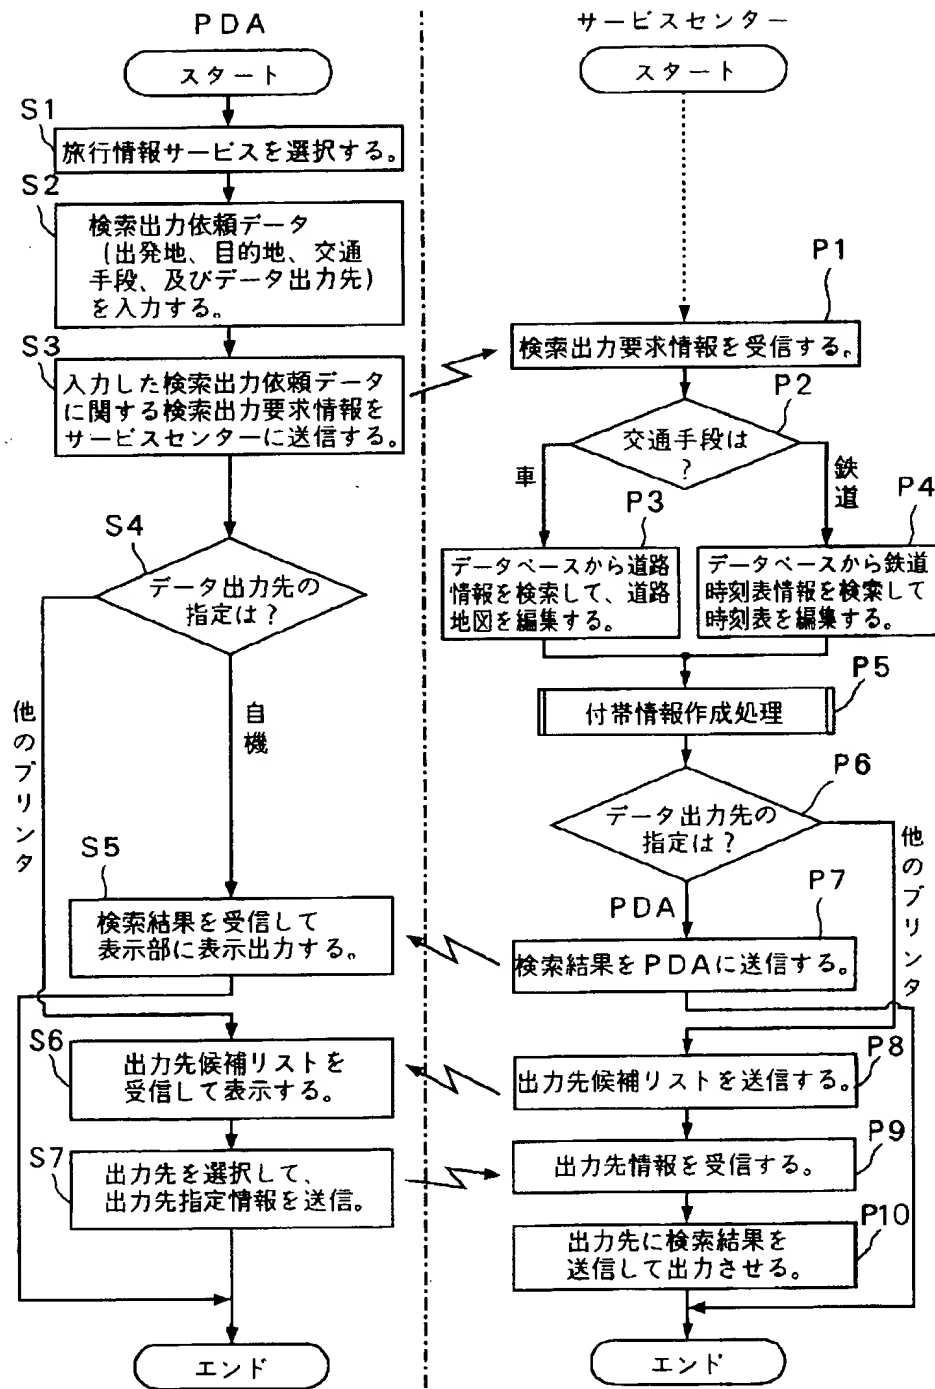 PDA
スタート
S1
旅行情報サービスを選択する。
S2
検索出力依頼データ
(出発地、目的地、交通
手段、及びデータ出力先)
を入力する。
S3
入力した検索出力依頼データ
に関する検索出力要求情報を
サービスセンターに送信する。
S4
データ出力先の
指定は?
他のプリンタ
自機
S5
検索結果を受信して
表示部に表示出力する。
S6
出力先候補リストを
受信して表示する。
S7
出力先を選択して、
出力先指定情報を送信。
エンド
サービスセンター
スタート
P1
検索出力要求情報を受信する。
P2
交通手段は
?
車
鉄道
P3
データベースから道路
情報を検索して、道路
地図を編集する。
P4
データベースから鉄道
時刻表情報を検索して
時刻表を編集する。
P5
付帯情報作成処理
P6
データ出力先の
指定は?
PDA
他のプリンタ
P7
検索結果をPDAに送信する。
P8
出力先候補リストを送信する。
P9
出力先情報を受信する。
P10
出力先に検索結果を
送信して出力させる。
エンド